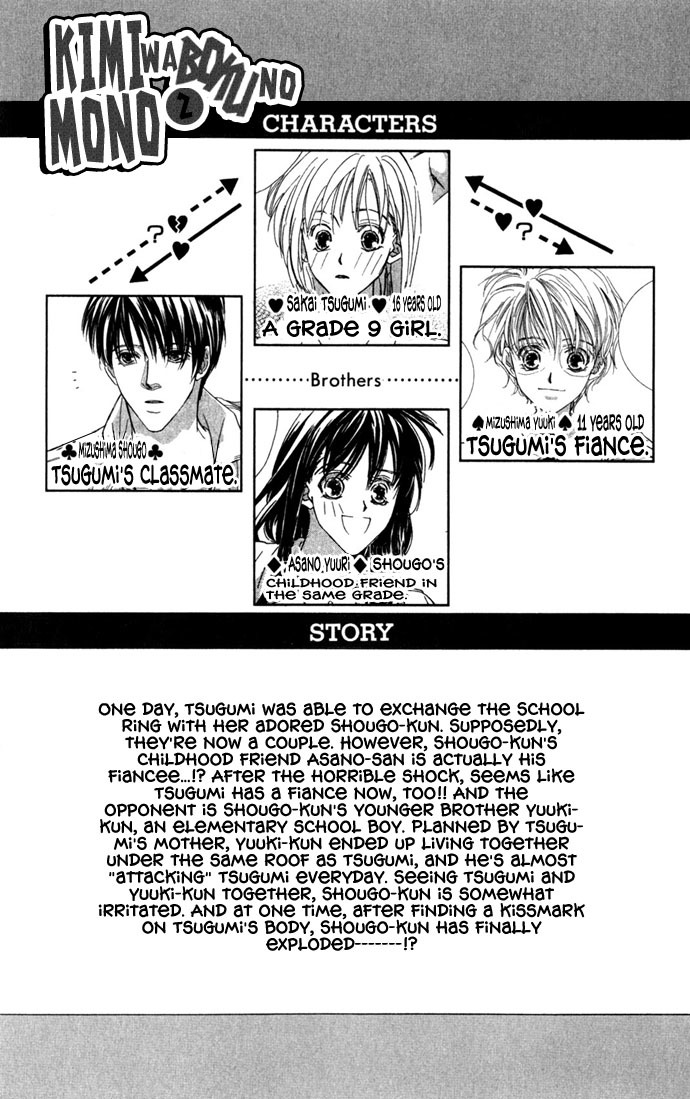 KIMI WA BOKU NO
MONO 2
CHARACTERS
?
?
♥ SAKAI TSUGUMI ♥ 16 YEARS OLD
A GRADE 9 GIRL.
♣ MIZUSHIMA SHOUGO ♣
TSUGUMI'S CLASSMATE.
Brothers
♠ MIZUSHIMA YUUKI ♠ 11 YEARS OLD
TSUGUMI'S FIANCE.
♦ ASANO YUURI ♦ SHOUGO'S
CHILDHOOD FRIEND IN
THE SAME GRADE.
STORY
ONE DAY, TSUGUMI WAS ABLE TO EXCHANGE THE SCHOOL
RING WITH HER ADORED SHOUGO-KUN. SUPPOSEDLY,
THEY'RE NOW A COUPLE. HOWEVER, SHOUGO-KUN'S
CHILDHOOD FRIEND ASANO-SAN IS ACTUALLY HIS
FIANCEE...!? AFTER THE HORRIBLE SHOCK, SEEMS LIKE
TSUGUMI HAS A FIANCE NOW, TOO!! AND THE
OPPONENT IS SHOUGO-KUN'S YOUNGER BROTHER YUUKI-
KUN, AN ELEMENTARY SCHOOL BOY. PLANNED BY TSUGU-
MI'S MOTHER, YUUKI-KUN ENDED UP LIVING TOGETHER
UNDER THE SAME ROOF AS TSUGUMI, AND HE'S ALMOST
"ATTACKING" TSUGUMI EVERYDAY. SEEING TSUGUMI AND
YUUKI-KUN TOGETHER, SHOUGO-KUN IS SOMEWHAT
IRRITATED. AND AT ONE TIME, AFTER FINDING A KISSMARK
ON TSUGUMI'S BODY, SHOUGO-KUN HAS FINALLY
EXPLODED-------!?